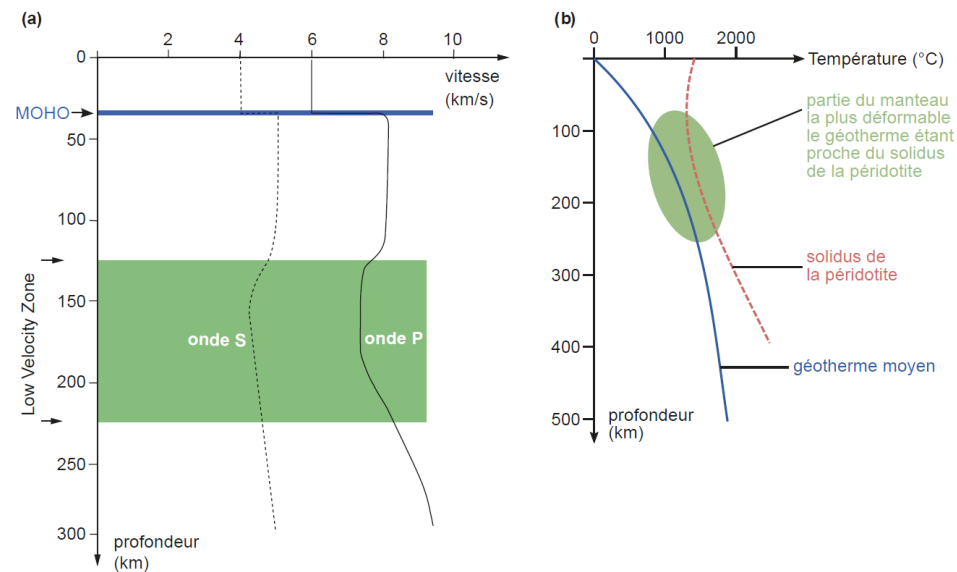 (a)
2 4 6 8 10
0
vitesse
(km/s)
MOHO
50
100
150
200
250
300
Low Velocity Zone
onde S
onde P
profondeur
(km)
(b)
0 1000 2000
Température (°C)
partie du manteau
la plus déformable
le géotherme étant
proche du solidus
de la péridotite
100
200
300
400
500
solidus de
la péridotite
géotherme moyen
profondeur
(km)